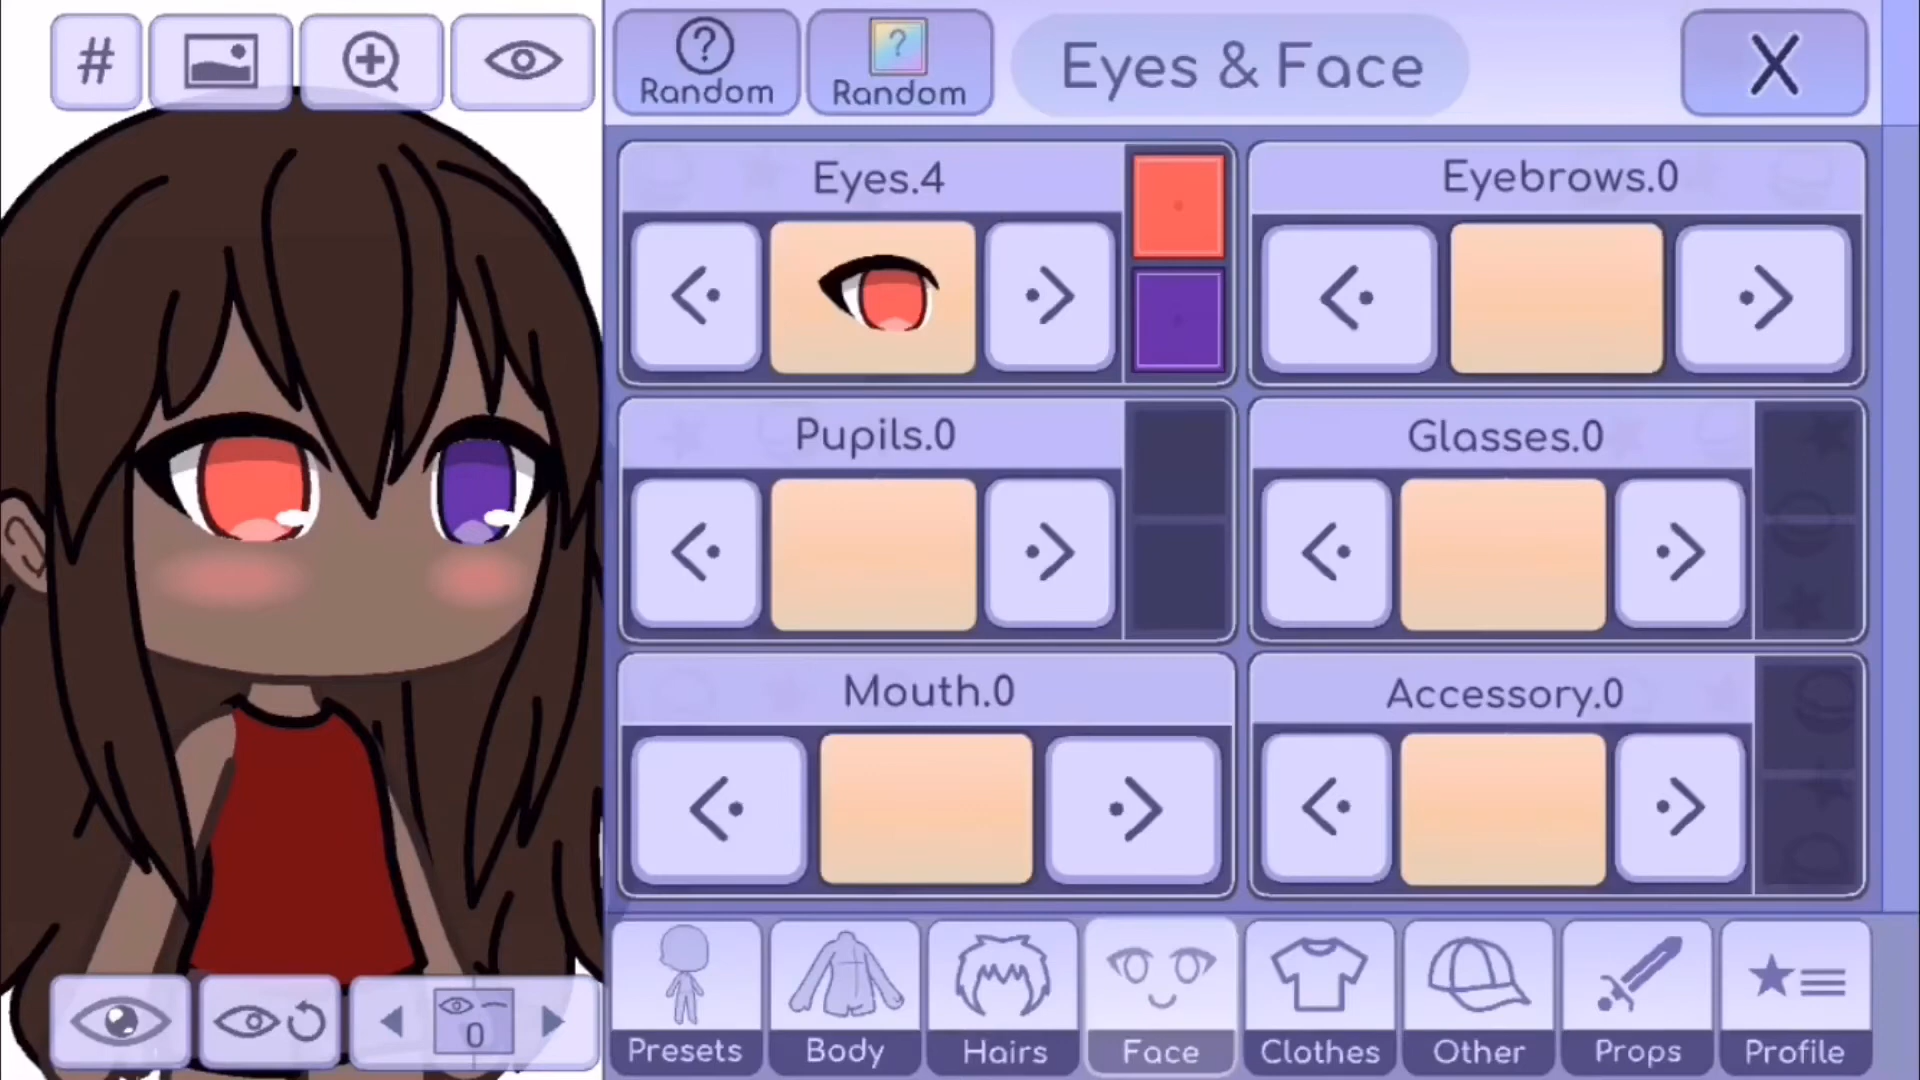 #
? Random
? Random
Eyes & Face
X
Eyes.4
Eyebrows.0
Pupils.0
Glasses.0
Mouth.0
Accessory.0
0
Presets
Body
Hairs
Face
Clothes
Other
Props
Profile